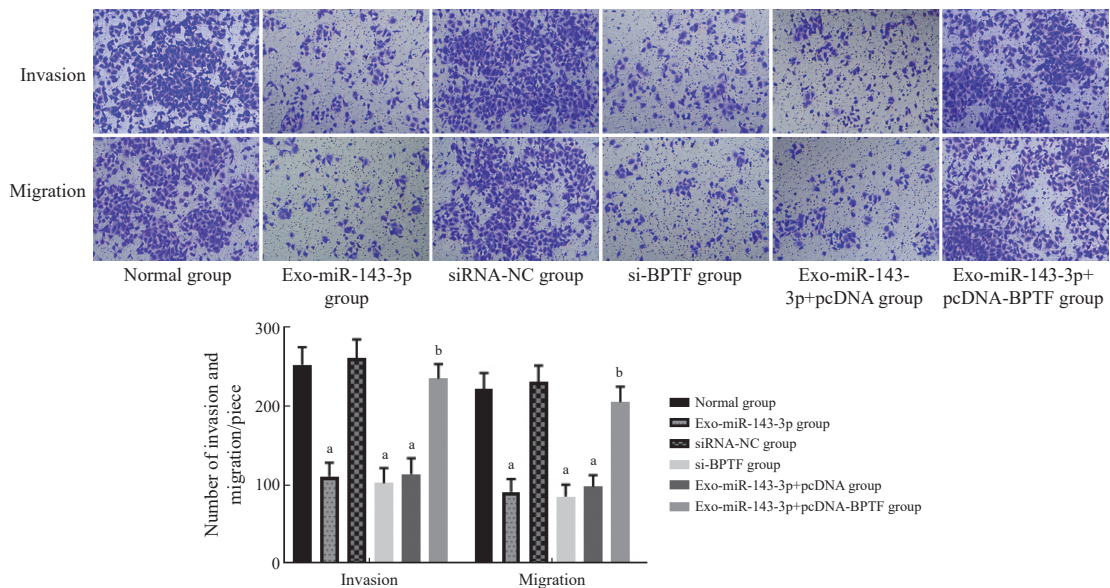 Invasion
Migration
Normal group
Exo-miR-143-3p
group
siRNA-NC group
si-BPTF group
Exo-miR-143-
3p+pcDNA group
Exo-miR-143-3p+
pcDNA-BPTF group
Number of invasion and
migration/piece
300
200
100
0
a
a
a
b
a
a
a
b
Invasion
Migration
Normal group
Exo-miR-143-3p group
siRNA-NC group
si-BPTF group
Exo-miR-143-3p+pcDNA group
Exo-miR-143-3p+pcDNA-BPTF group